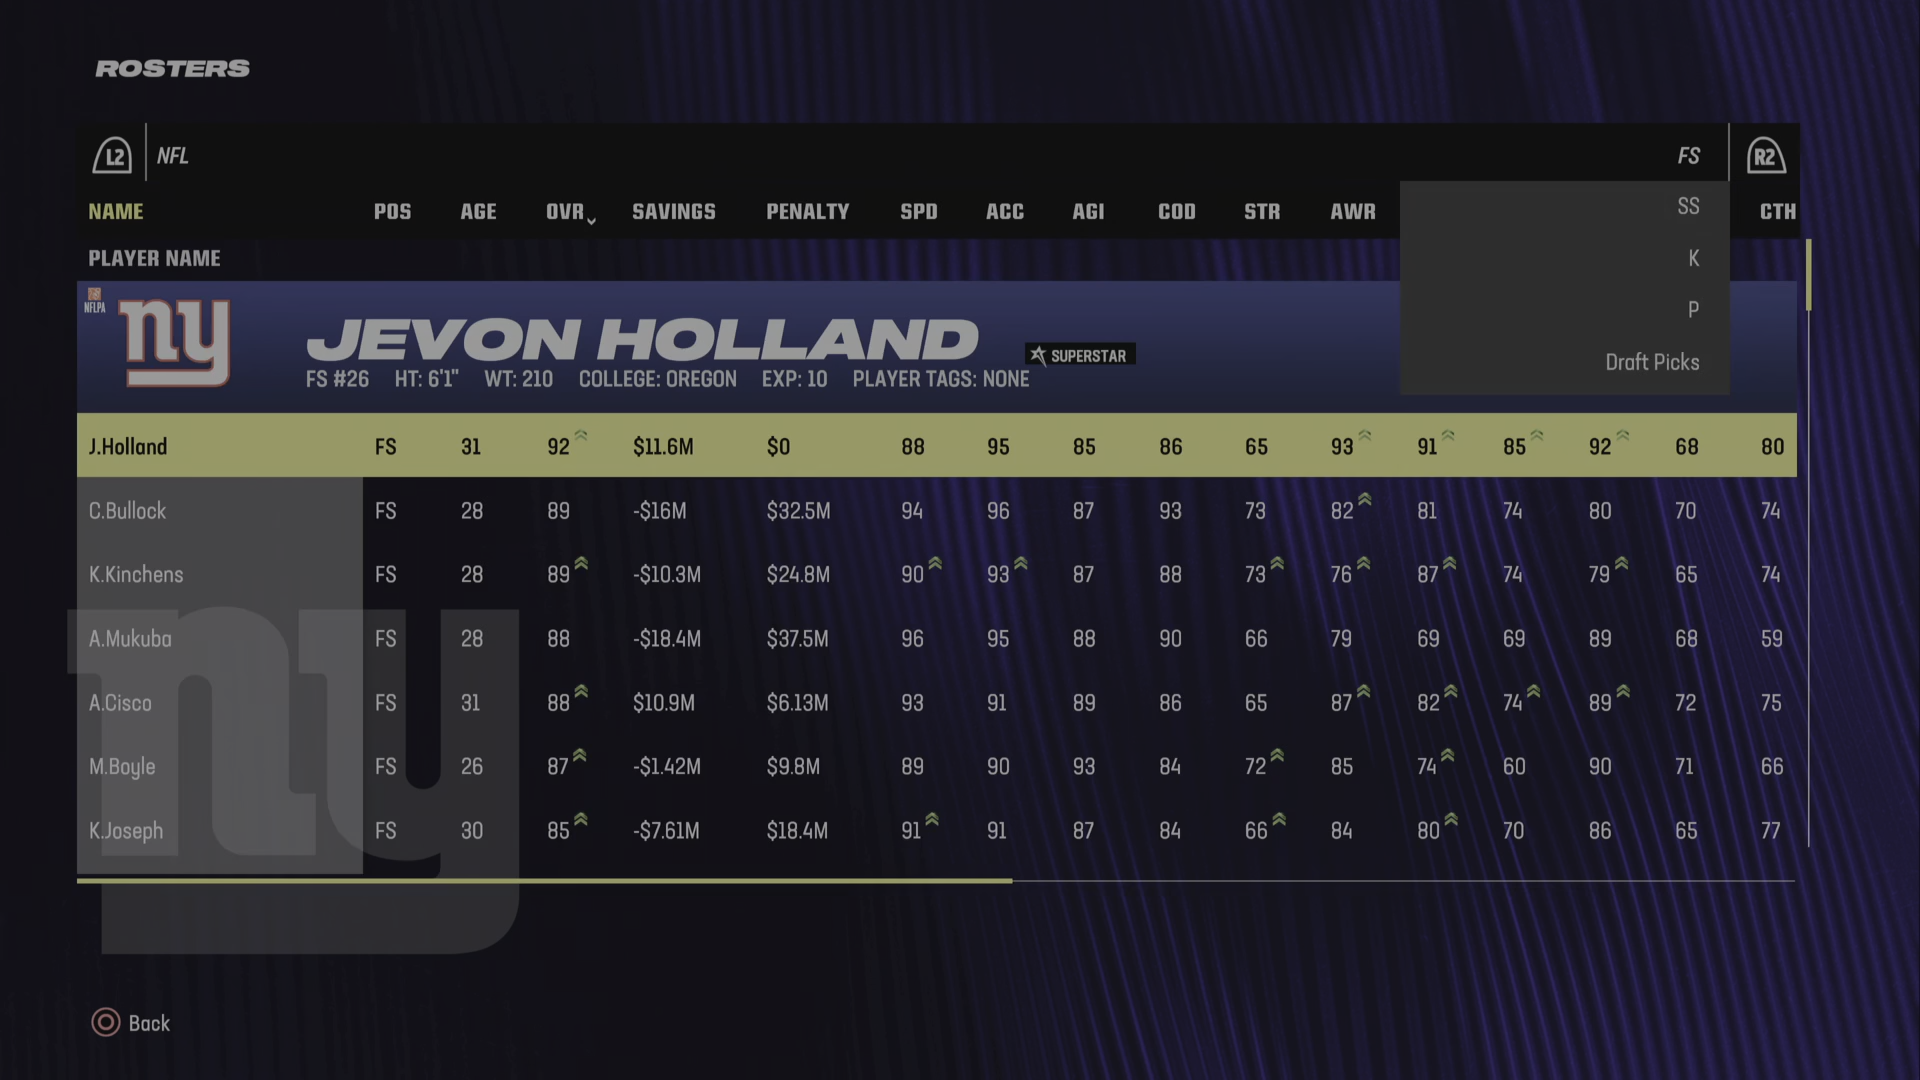 ROSTERS
L2 NFL FS R2
NAME POS AGE OVR SAVINGS PENALTY SPD ACC AGI COD STR AWR CTH
SS
PLAYER NAME
K
P
Draft Picks
NFLPA
ny
JEVON HOLLAND
SUPERSTAR
FS #26 HT: 6'1" WT: 210 COLLEGE: OREGON EXP: 10 PLAYER TAGS: NONE
J.Holland FS 31 92 $11.6M $0 88 95 85 86 65 93 91 85 92 68 80
C.Bullock FS 28 89 -$16M $32.5M 94 96 87 93 73 82 81 74 80 70 74
K.Kinchens FS 28 89 -$10.3M $24.8M 90 93 87 88 73 76 87 74 79 65 74
A.Mukuba FS 28 88 -$18.4M $37.5M 96 95 88 90 66 79 69 69 89 68 59
A.Cisco FS 31 88 $10.9M $6.13M 93 91 89 86 65 87 82 74 89 72 75
M.Boyle FS 26 87 -$1.42M $9.8M 89 90 93 84 72 85 74 60 90 71 66
K.Joseph FS 30 85 -$7.61M $18.4M 91 91 87 84 66 84 80 70 86 65 77
ny
Back